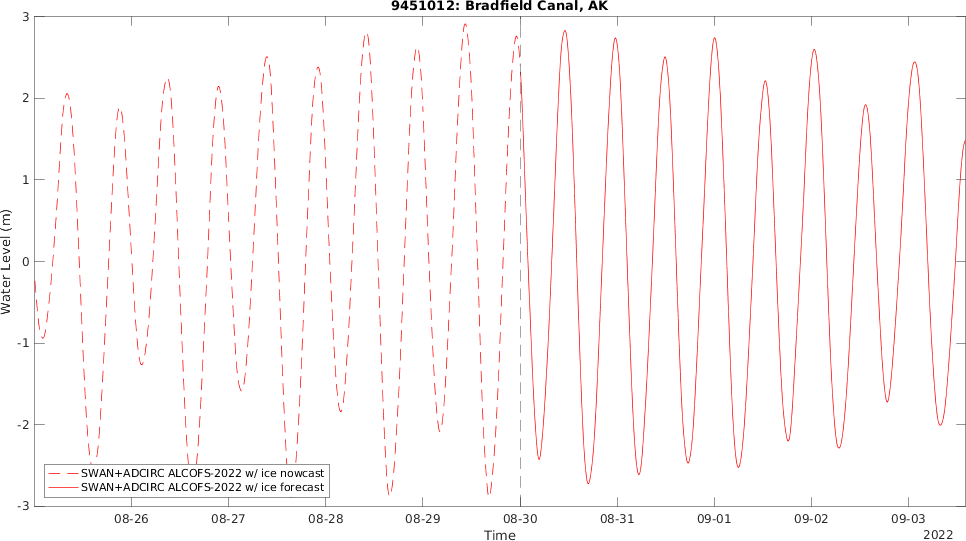 9451012: Bradfield Canal, AK
3
2
1
0
-1
-2
-3
Water Level (m)
SWAN+ADCIRC ALCOFS-2022 w/ ice nowcast
SWAN+ADCIRC ALCOFS-2022 w/ ice forecast
08-26 08-27 08-28 08-29 08-30 08-31 09-01 09-02 09-03
Time
2022